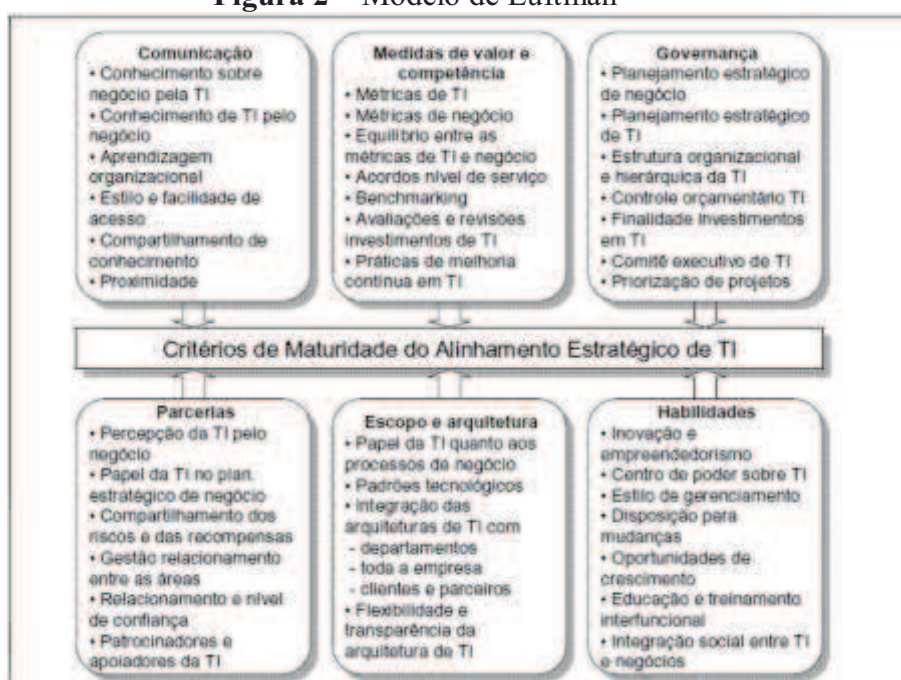 Figura 2 – Modelo de Luftman
Comunicação
• Conhecimento sobre
negócio pela TI
• Conhecimento de TI pelo
negócio
• Aprendizagem
organizacional
• Estilo e facilidade de
acesso
• Compartilhamento de
conhecimento
• Proximidade
Medidas de valor e
competência
• Métricas de TI
• Métricas de negócio
• Equilíbrio entre as
métricas de TI e negócio
• Acordos nível de serviço
• Benchmarking
• Avaliações e revisões
investimentos de TI
• Práticas de melhoria
contínua em TI
Governança
• Planejamento estratégico
de negócio
• Planejamento estratégico
de TI
• Estrutura organizacional
e hierárquica da TI
• Controle orçamentário TI
• Finalidade investimentos
em TI
• Comitê executivo de TI
• Priorização de projetos
Critérios de Maturidade do Alinhamento Estratégico de TI
Parcerias
• Percepção da TI pelo
negócio
• Papel da TI no plan.
estratégico de negócio
• Compartilhamento dos
riscos e das recompensas
• Gestão relacionamento
entre as áreas
• Relacionamento e nível
de confiança
• Patrocinadores e
apoiadores da TI
Escopo e arquitetura
• Papel da TI quanto aos
processos de negócio
• Padrões tecnológicos
• Integração das
arquiteturas de TI com
- departamentos
- toda a empresa
- clientes e parceiros
• Flexibilidade e
transparência da
arquitetura de TI
Habilidades
• Inovação e
empreendedorismo
• Centro de poder sobre TI
• Estilo de gerenciamento
• Disposição para
mudanças
• Oportunidades de
crescimento
• Educação e treinamento
interfuncional
• Integração social entre TI
e negócios